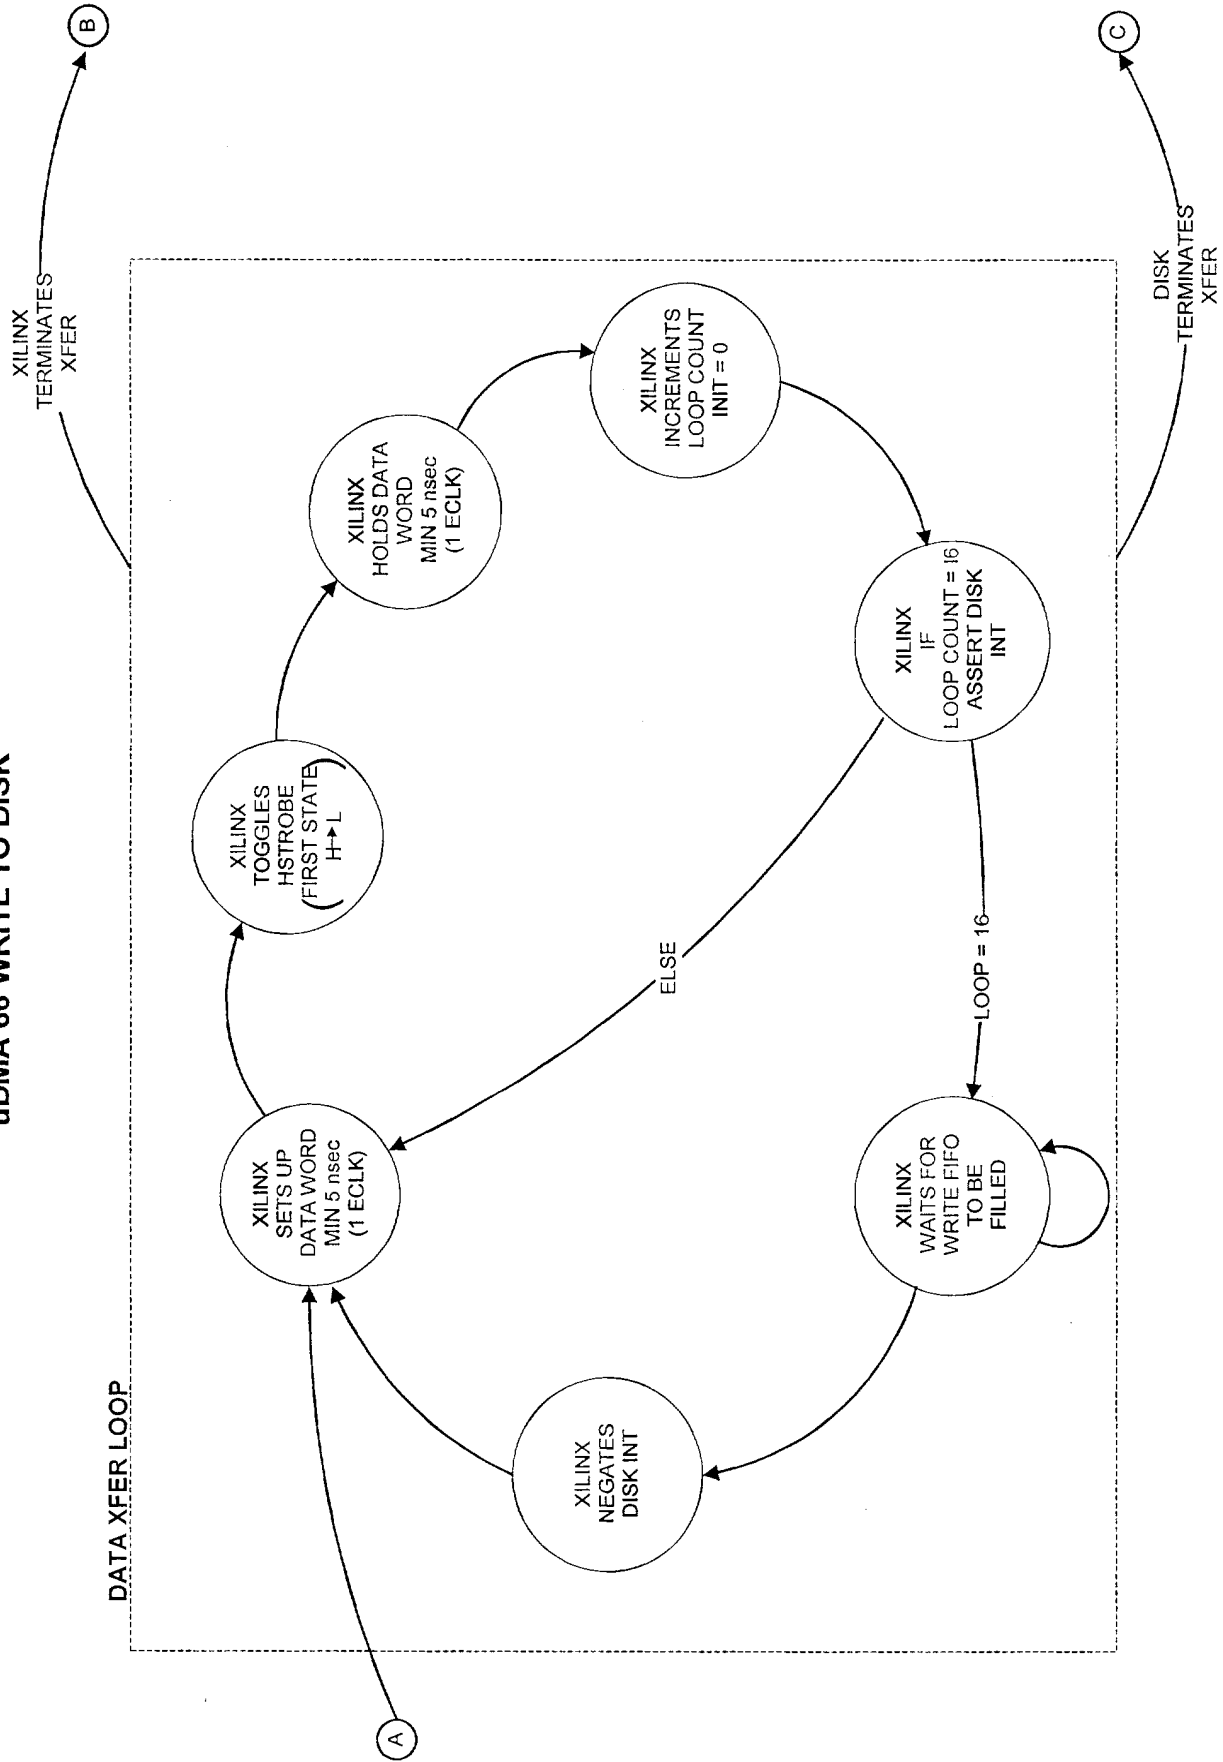 uDMA 66 WRITE TO DISK
DATA XFER LOOP
A
XILINX
SETS UP
DATA WORD
MIN 5 nsec
(1 ECLK)
XILINX
TOGGLES
HSTROBE
(FIRST STATE)
H→L
XILINX
HOLDS DATA
WORD
MIN 5 nsec
(1 ECLK)
XILINX
INCREMENTS
LOOP COUNT
INIT = 0
XILINX
IF
LOOP COUNT = 16
ASSERT DISK
INT
ELSE
LOOP = 16
XILINX
WAITS FOR
WRITE FIFO
TO BE
FILLED
XILINX
NEGATES
DISK INT
XILINX
TERMINATES
XFER
B
DISK
TERMINATES
XFER
C